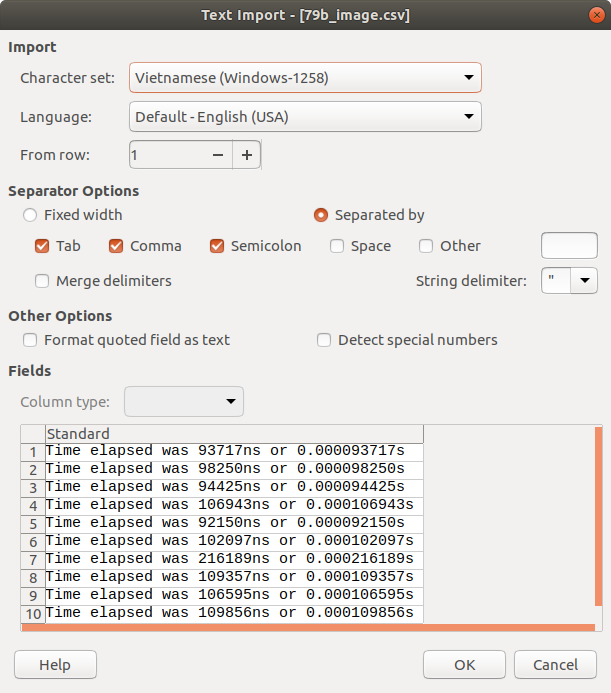 Text Import - [79b_image.csv]
Import
Character set: Vietnamese (Windows-1258)
Language: Default - English (USA)
From row: 1 − +
Separator Options
Fixed width Separated by
Tab Comma Semicolon Space Other
Merge delimiters String delimiter: "
Other Options
Format quoted field as text Detect special numbers
Fields
Column type:
Standard
1 Time elapsed was 93717ns or 0.000093717s
2 Time elapsed was 98250ns or 0.000098250s
3 Time elapsed was 94425ns or 0.000094425s
4 Time elapsed was 106943ns or 0.000106943s
5 Time elapsed was 92150ns or 0.000092150s
6 Time elapsed was 102097ns or 0.000102097s
7 Time elapsed was 216189ns or 0.000216189s
8 Time elapsed was 109357ns or 0.000109357s
9 Time elapsed was 106595ns or 0.000106595s
10 Time elapsed was 109856ns or 0.000109856s
Help OK Cancel